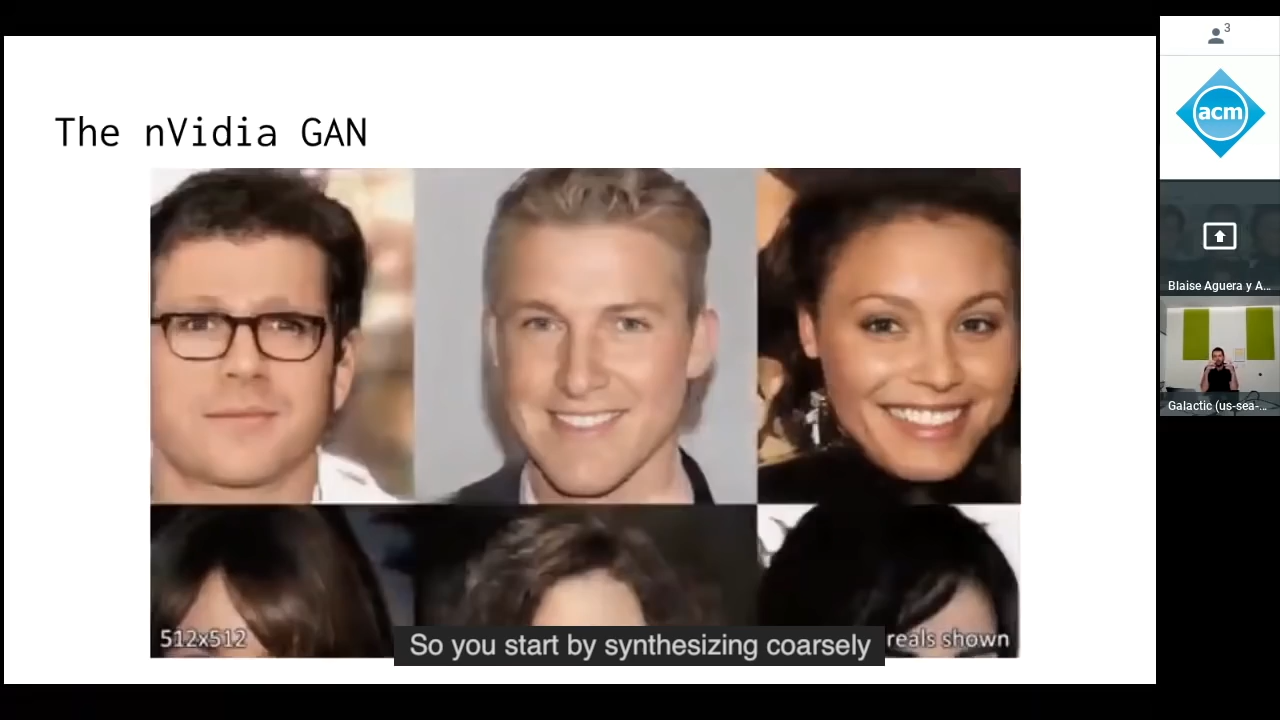 The nVidia GAN
512x512
reals shown
So you start by synthesizing coarsely
3
acm
Blaise Aguera y A...
Galactic (us-sea-...